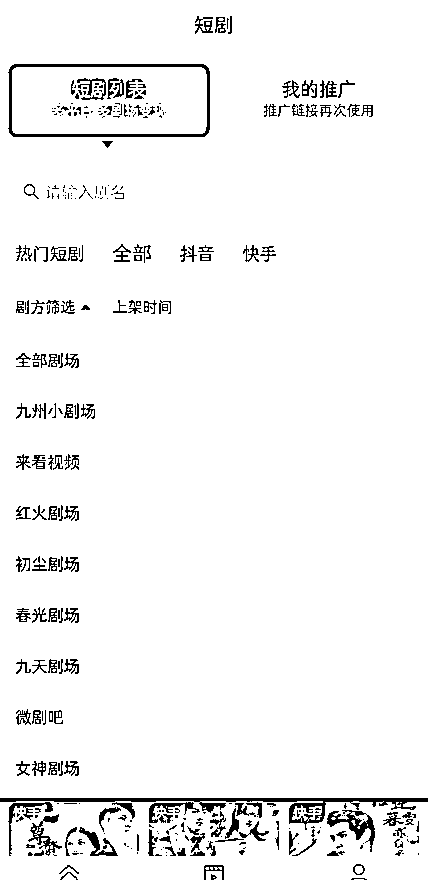 短剧
短剧列表
我的推广
推广链接再次使用
请输入剧名
热门短剧 全部 抖音 快手
剧方筛选 上架时间
全部剧场
九州小剧场
来看视频
红火剧场
初尘剧场
春光剧场
九天剧场
微剧吧
女神剧场
快手 快手 快手